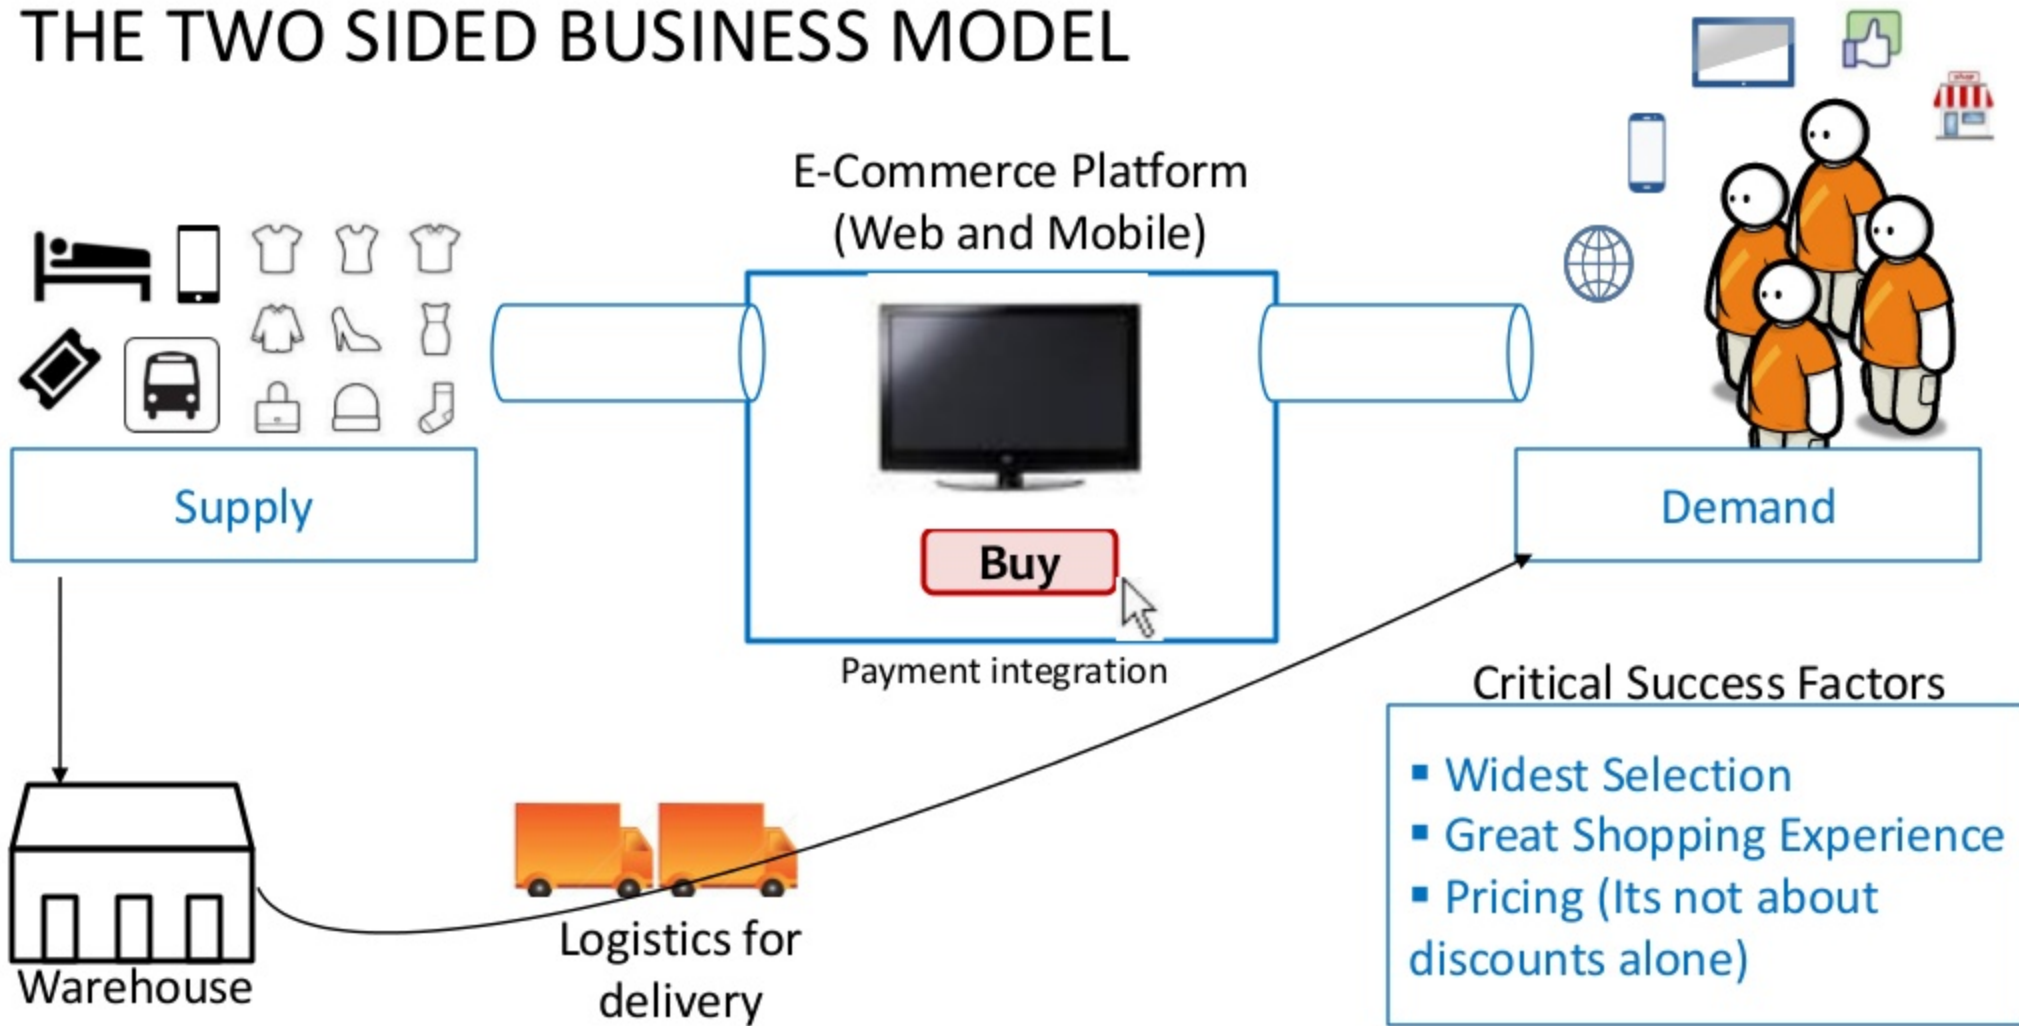 THE TWO SIDED BUSINESS MODEL
shop
E-Commerce Platform
(Web and Mobile)
Supply
Buy
Demand
Payment integration
Critical Success Factors
▪ Widest Selection
▪ Great Shopping Experience
▪ Pricing (Its not about
discounts alone)
Logistics for
delivery
Warehouse